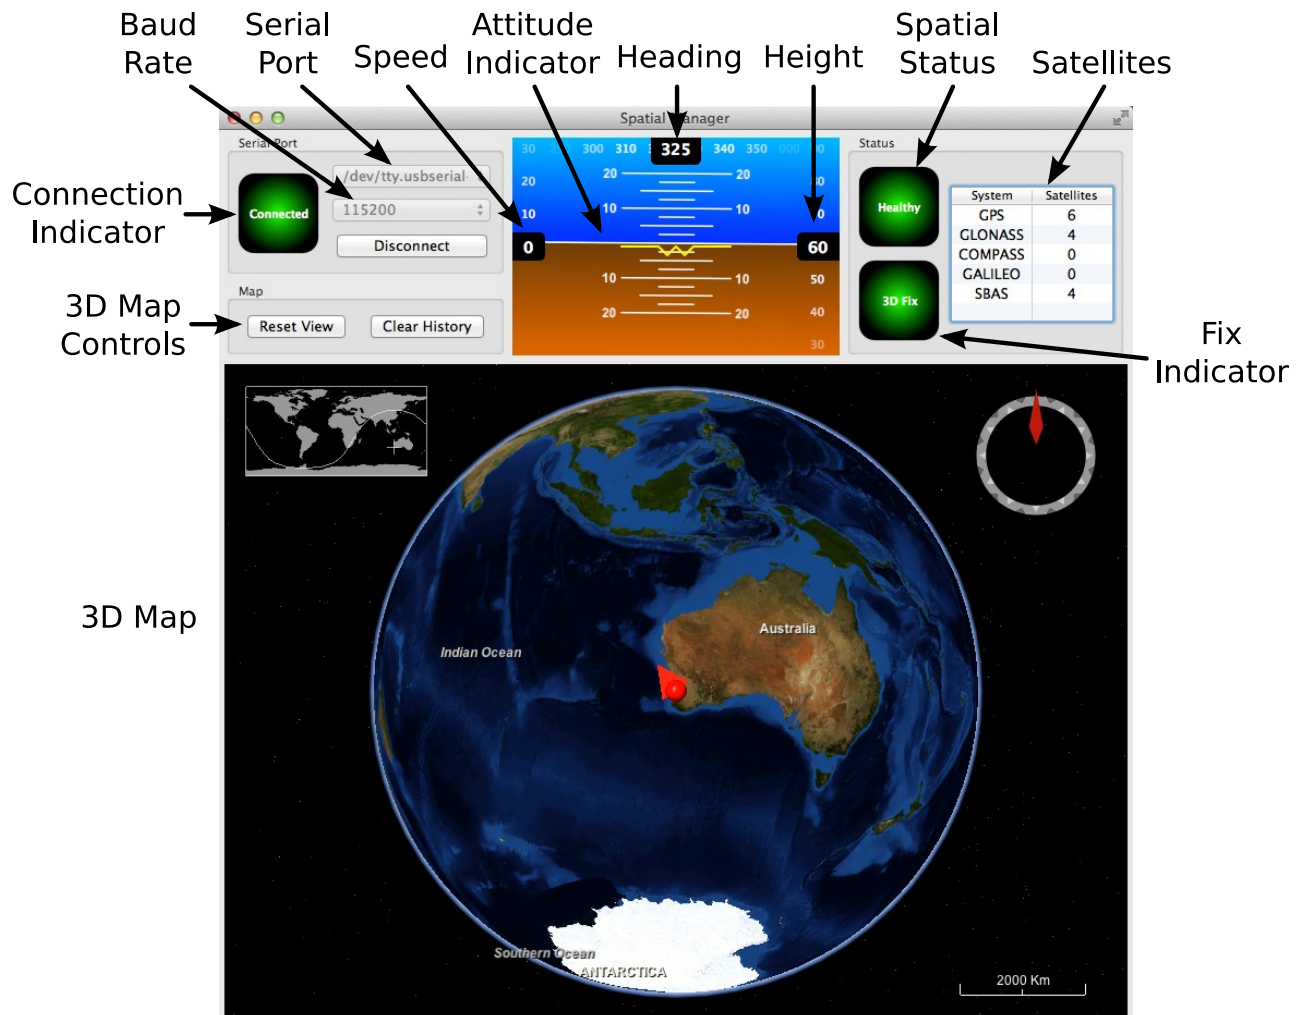 Baud
Rate
Serial
Port
Speed
Attitude
Indicator
Heading
Height
Spatial
Status
Satellites
Connection
Indicator
3D Map
Controls
3D Map
Fix
Indicator
Spatial Manager
Serial Port
/dev/tty.usbserial-
Connected
115200
Disconnect
Map
Reset View
Clear History
300 310 325 340 350 000
20 20
10 10
10 10
20 20
30
20
10
0
60
50
40
30
Status
Healthy
3D Fix
System Satellites
GPS 6
GLONASS 4
COMPASS 0
GALILEO 0
SBAS 4
Australia
Indian Ocean
Southern Ocean
ANTARCTICA
2000 Km